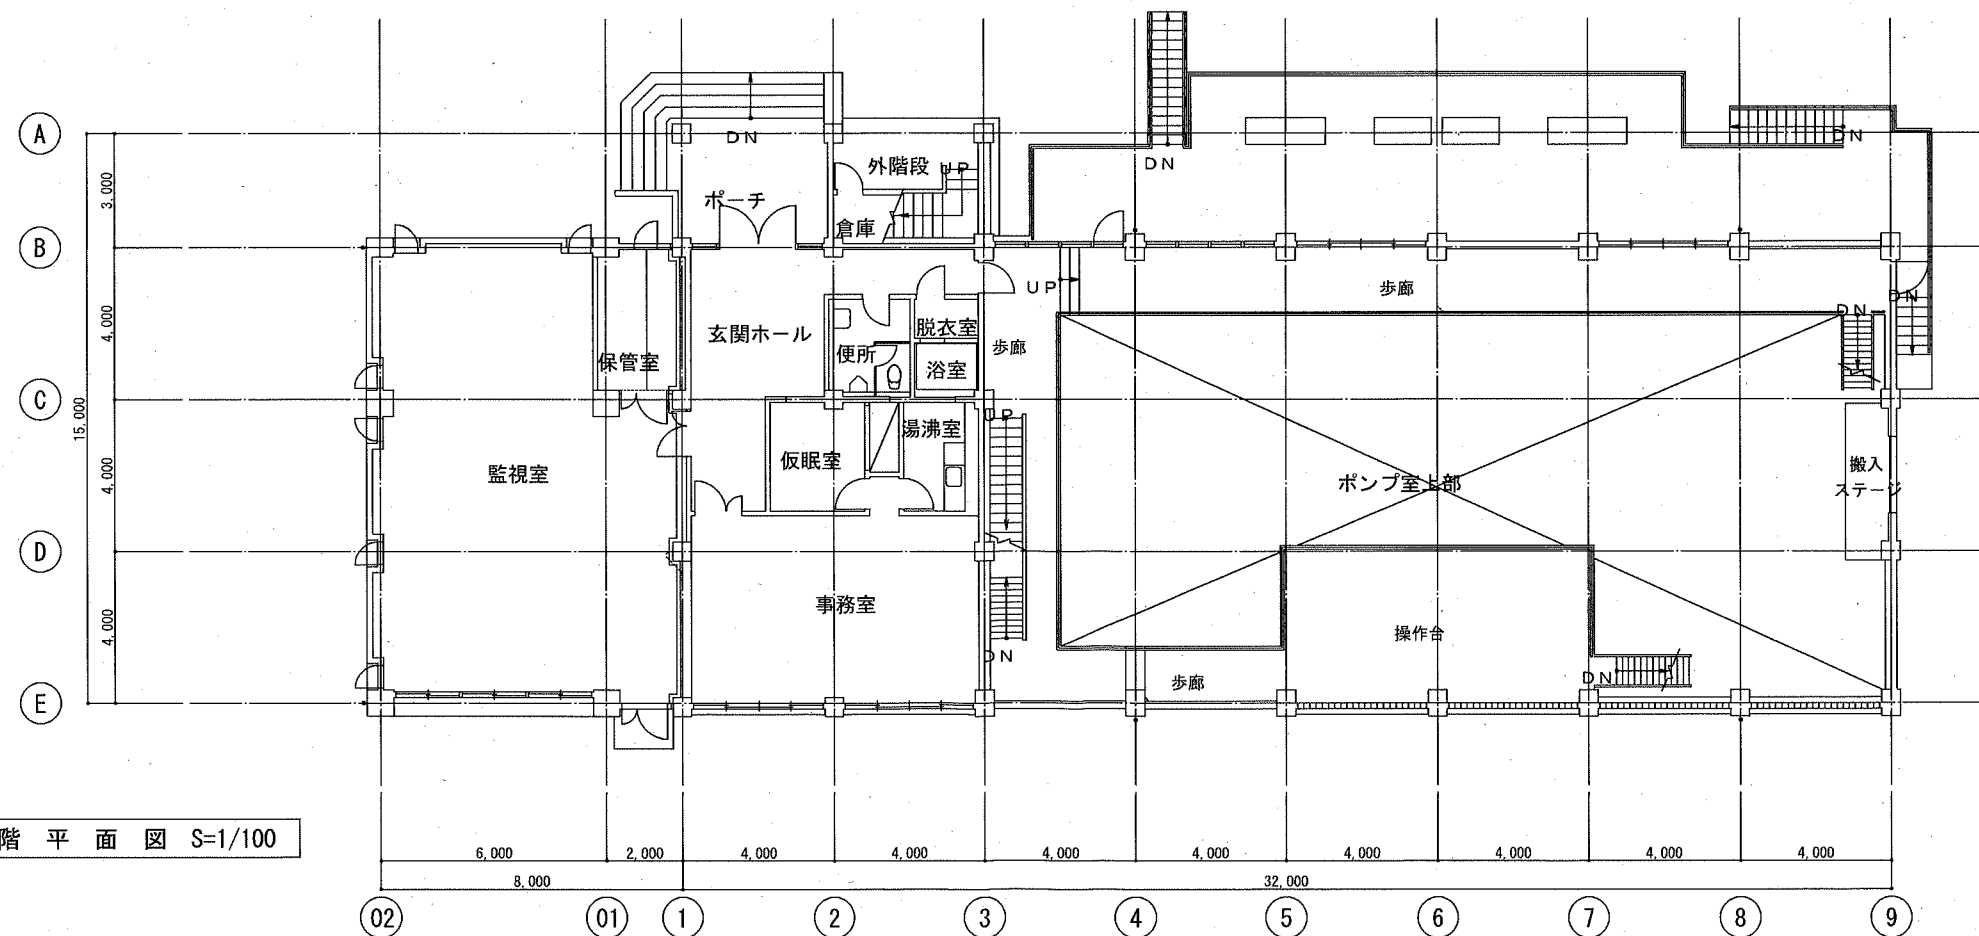 A
DN
DN
DN
外階段
UP
3,000
ポーチ
倉庫
B
UP
歩廊
DN
DN
4,000
玄関ホール
脱衣室
歩廊
保管室
便所
浴室
C
15,000
UP
湯沸室
仮眠室
4,000
監視室
ポンプ室上部
搬入
ステージ
D
事務室
4,000
操作台
DN
DN
歩廊
E
階 平 面 図 S=1/100
6,000
2,000
4,000
4,000
4,000
4,000
4,000
4,000
4,000
4,000
8,000
32,000
02
01
1
2
3
4
5
6
7
8
9